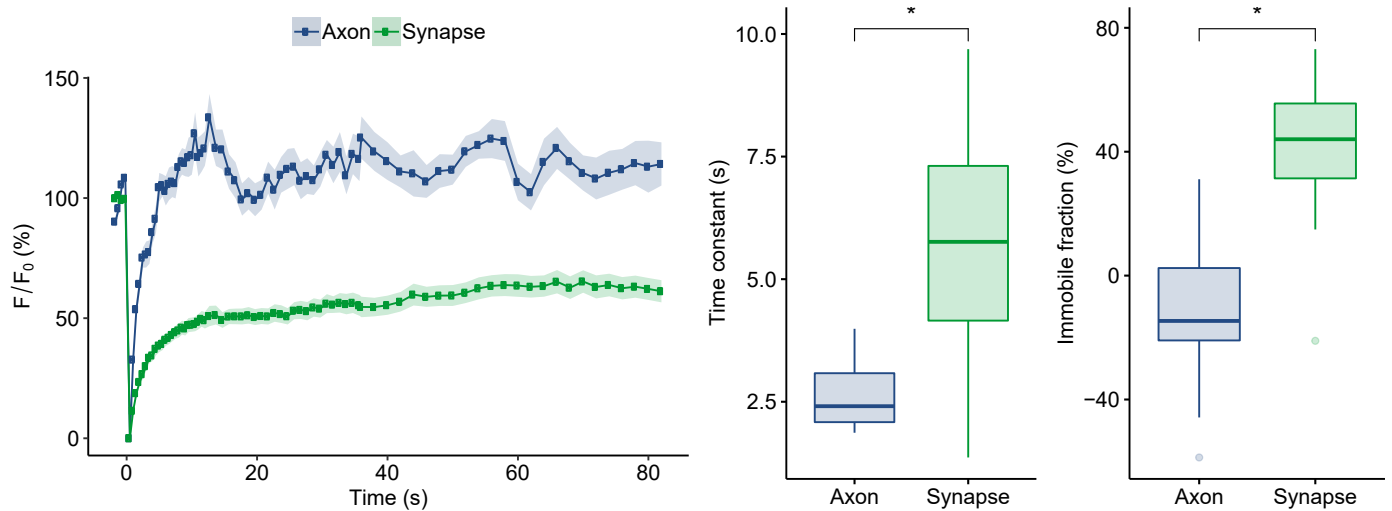 Axon Synapse
150
100
50
0
F / F0 (%)
0 20 40 60 80
Time (s)
*
10.0
7.5
5.0
2.5
Time constant (s)
Axon Synapse
*
80
40
0
−40
Immobile fraction (%)
Axon Synapse